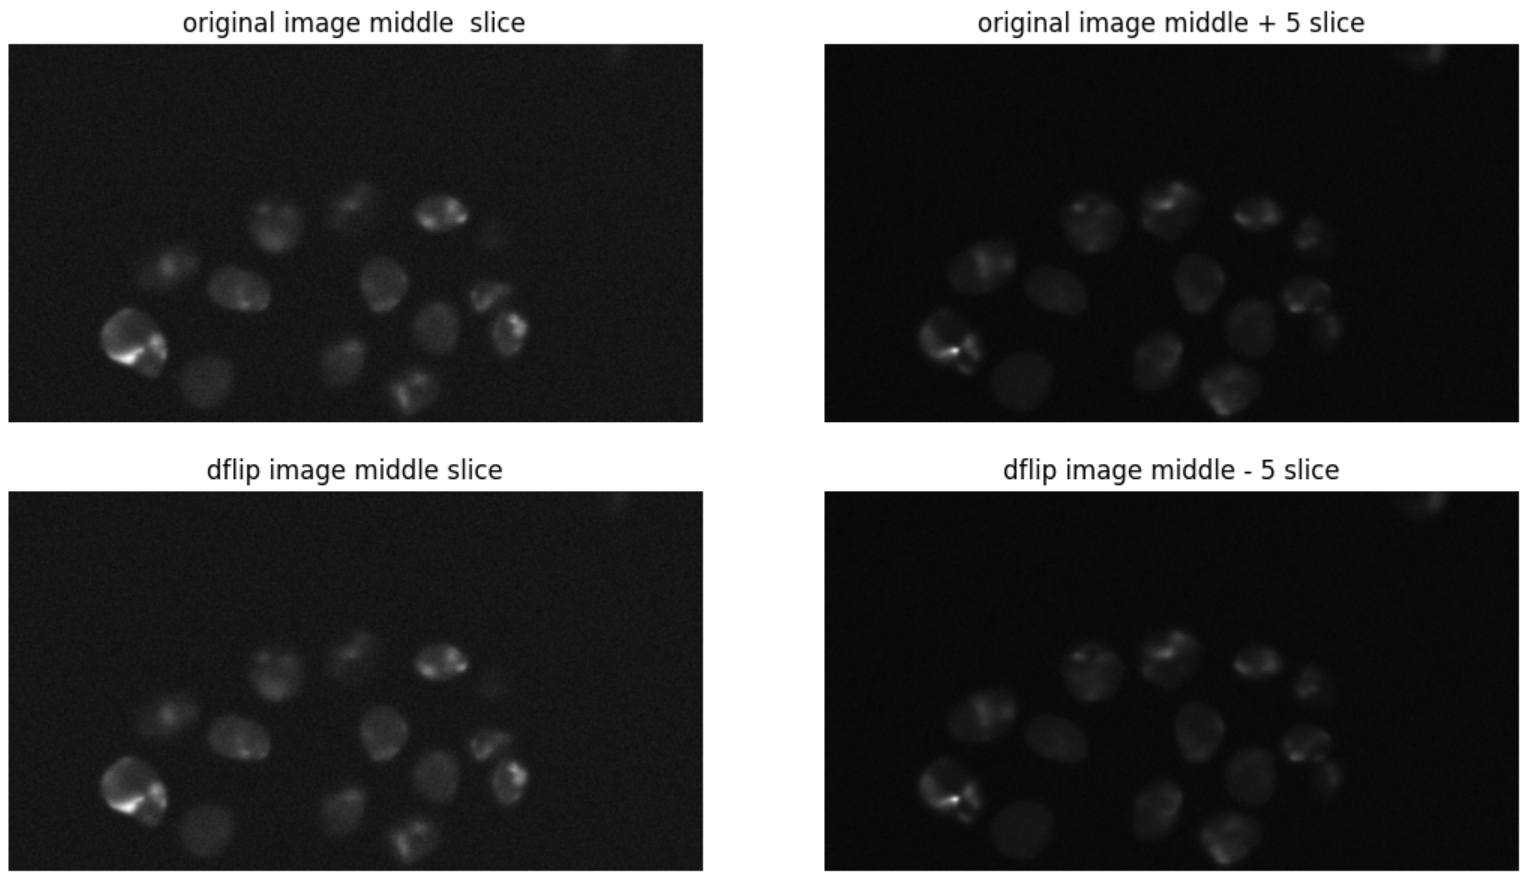 original image middle  slice
original image middle + 5 slice
dflip image middle slice
dflip image middle - 5 slice